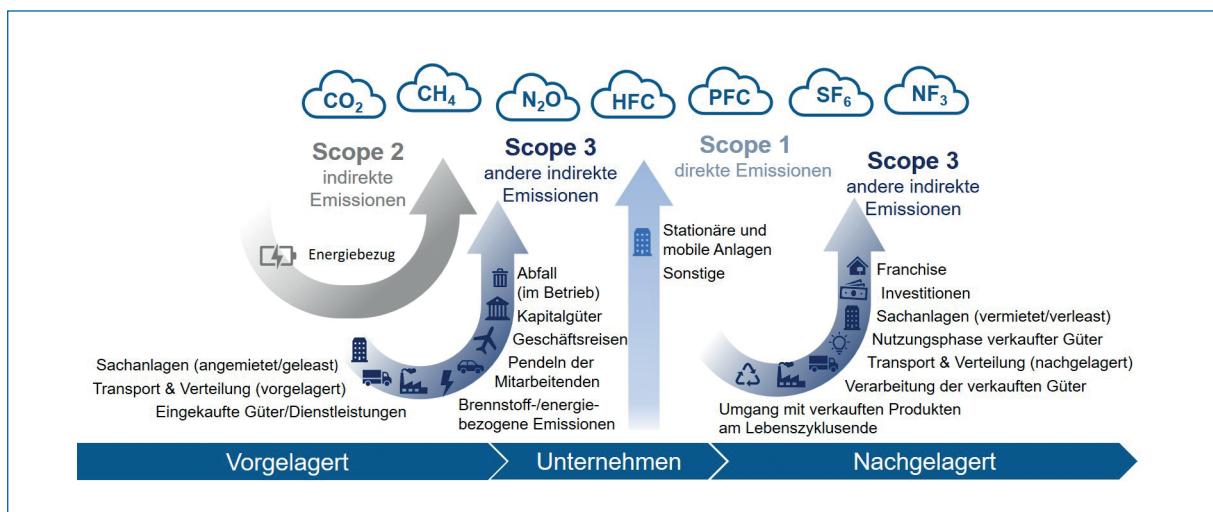 CO₂
CH₄
N₂O
HFC
PFC
SF₆
NF₃
Scope 2
indirekte
Emissionen
Energiebezug
Scope 3
andere indirekte
Emissionen
Abfall
(im Betrieb)
Kapitalgüter
Geschäftsreisen
Pendeln der
Mitarbeitenden
Brennstoff-/energie-
bezogene Emissionen
Sachanlagen (angemietet/geleast)
Transport & Verteilung (vorgelagert)
Eingekaufte Güter/Dienstleistungen
Scope 1
direkte Emissionen
Stationäre und
mobile Anlagen
Sonstige
Scope 3
andere indirekte
Emissionen
Franchise
Investitionen
Sachanlagen (vermietet/verleast)
Nutzungsphase verkaufter Güter
Transport & Verteilung (nachgelagert)
Verarbeitung der verkauften Güter
Umgang mit verkauften Produkten
am Lebenszyklusende
Vorgelagert
Unternehmen
Nachgelagert